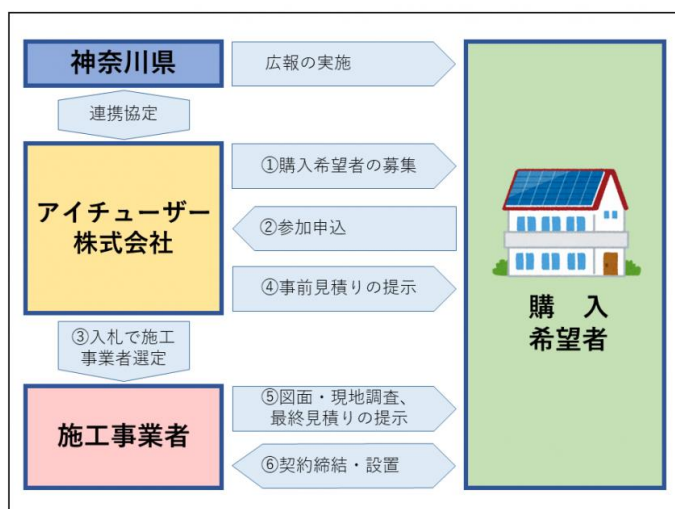 神奈川県
広報の実施
連携協定
アイチューザー
株式会社
①購入希望者の募集
②参加申込
④事前見積りの提示
購 入
希望者
③入札で施工
事業者選定
施工事業者
⑤図面・現地調査、
最終見積りの提示
⑥契約締結・設置